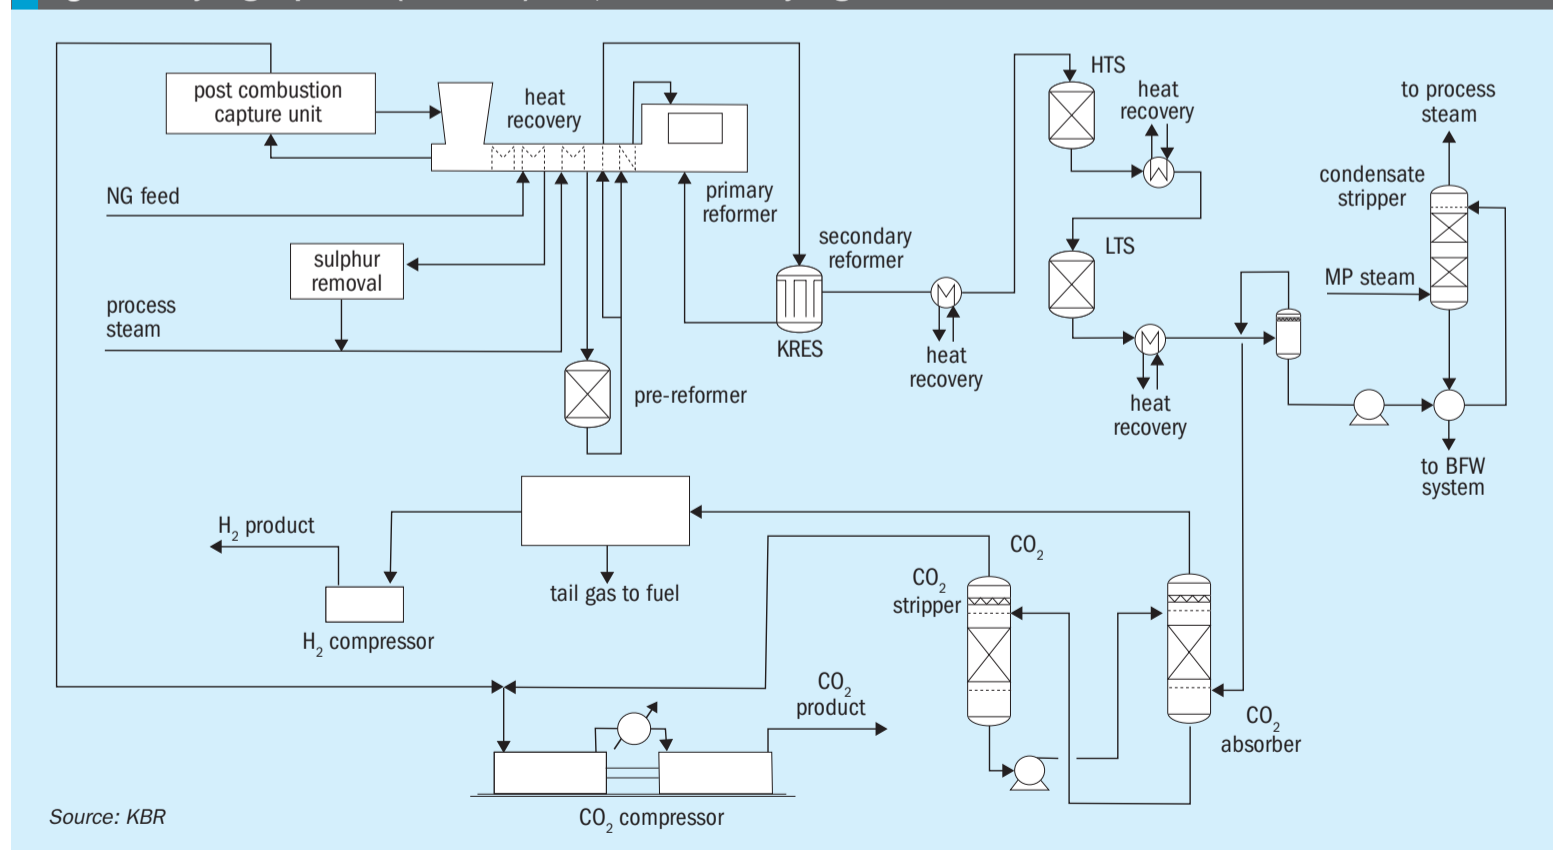 post combustion
capture unit
heat
recovery
HTS
heat
recovery
to process
steam
condensate
stripper
NG feed
primary
reformer
sulphur
removal
secondary
reformer
LTS
MP steam
process
steam
KRES
heat
recovery
pre-reformer
heat
recovery
to BFW
system
H₂ product
tail gas to fuel
H₂ compressor
CO₂
CO₂
stripper
CO₂
product
CO₂
absorber
CO₂ compressor
Source: KBR